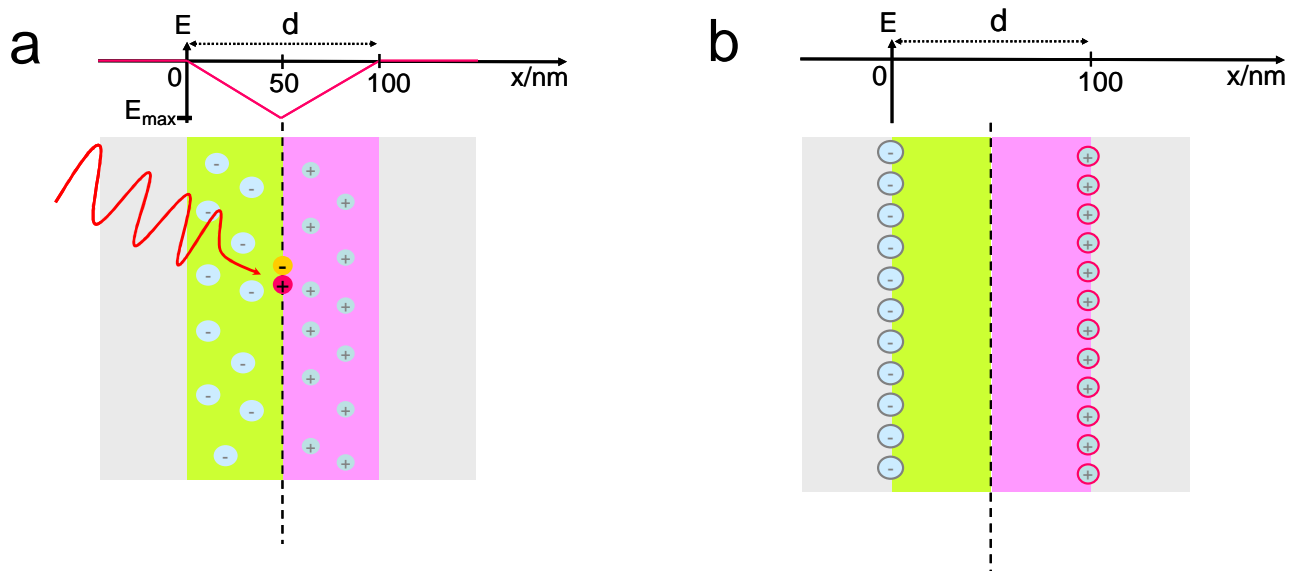 a
E
d
0
50
100
x/nm
Emax
- - - - - - - - - - - -
+ + + + + + + + + + + +
-
+
b
E
d
0
100
x/nm
- - - - - - - - - - -
+ + + + + + + + + + + +